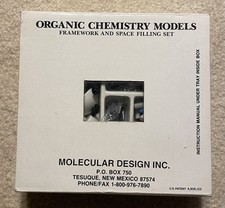 ORGANIC CHEMISTRY MODELS
FRAMEWORK AND SPACE FILLING SET
INSTRUCTION MANUAL UNDER TRAY INSIDE BOX
MOLECULAR DESIGN INC.
P.O. BOX 750
TESUQUE, NEW MEXICO 87574
PHONE/FAX 1-800-976-7890
U.S. PATENT